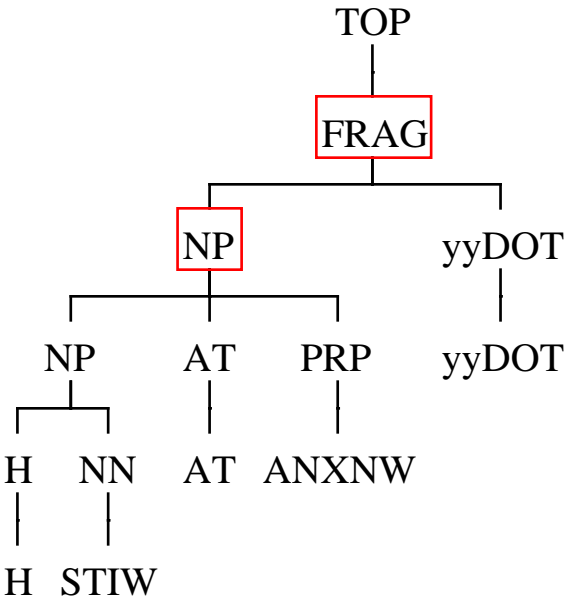 TOP
FRAG
NP yyDOT
NP AT PRP yyDOT
H NN AT ANXNW
H STIW